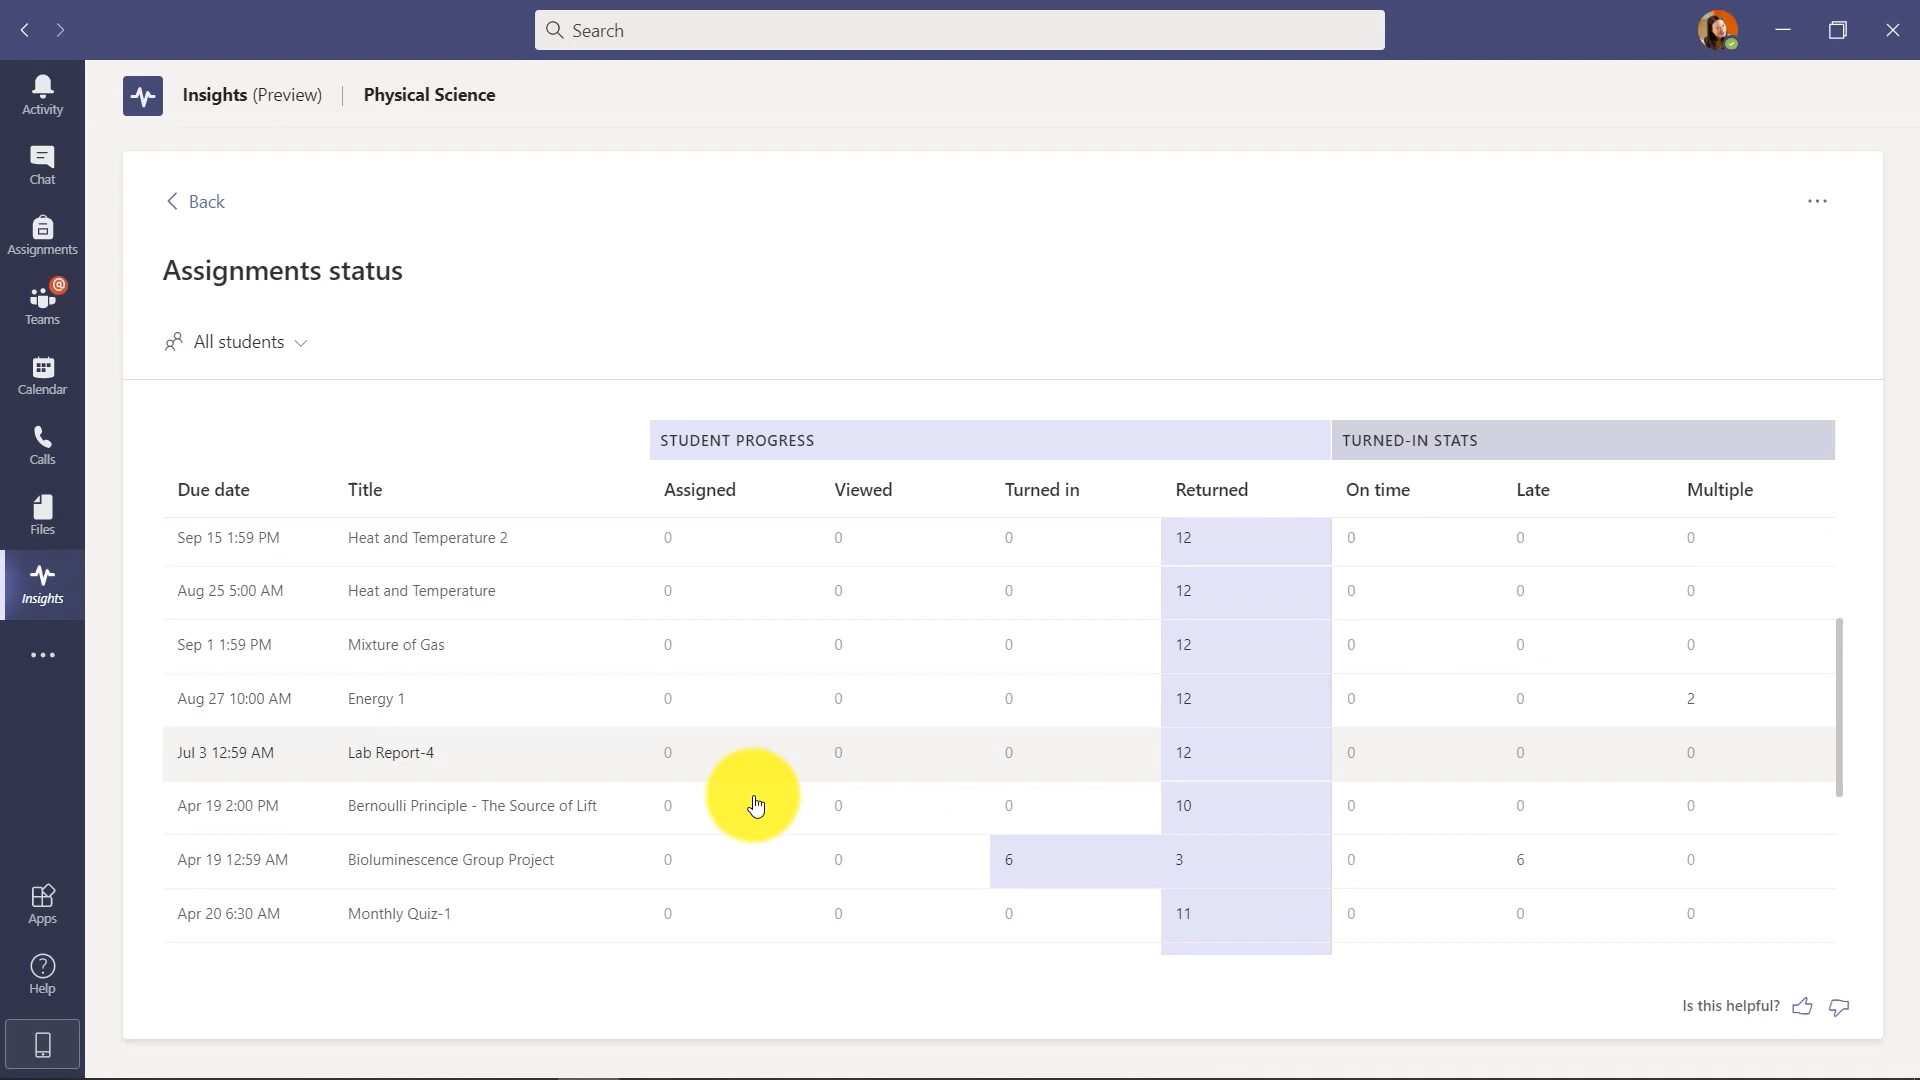 Search
Activity
Chat
Assignments
Teams
Calendar
Calls
Files
Insights
Apps
Help
Insights (Preview) | Physical Science
Back
Assignments status
All students
STUDENT PROGRESS TURNED-IN STATS
Due date Title Assigned Viewed Turned in Returned On time Late Multiple
Sep 15 1:59 PM Heat and Temperature 2 0 0 0 12 0 0 0
Aug 25 5:00 AM Heat and Temperature 0 0 0 12 0 0 0
Sep 1 1:59 PM Mixture of Gas 0 0 0 12 0 0 0
Aug 27 10:00 AM Energy 1 0 0 0 12 0 0 2
Jul 3 12:59 AM Lab Report-4 0 0 0 12 0 0 0
Apr 19 2:00 PM Bernoulli Principle - The Source of Lift 0 0 0 10 0 0 0
Apr 19 12:59 AM Bioluminescence Group Project 0 0 6 3 0 6 0
Apr 20 6:30 AM Monthly Quiz-1 0 0 0 11 0 0 0
Is this helpful?